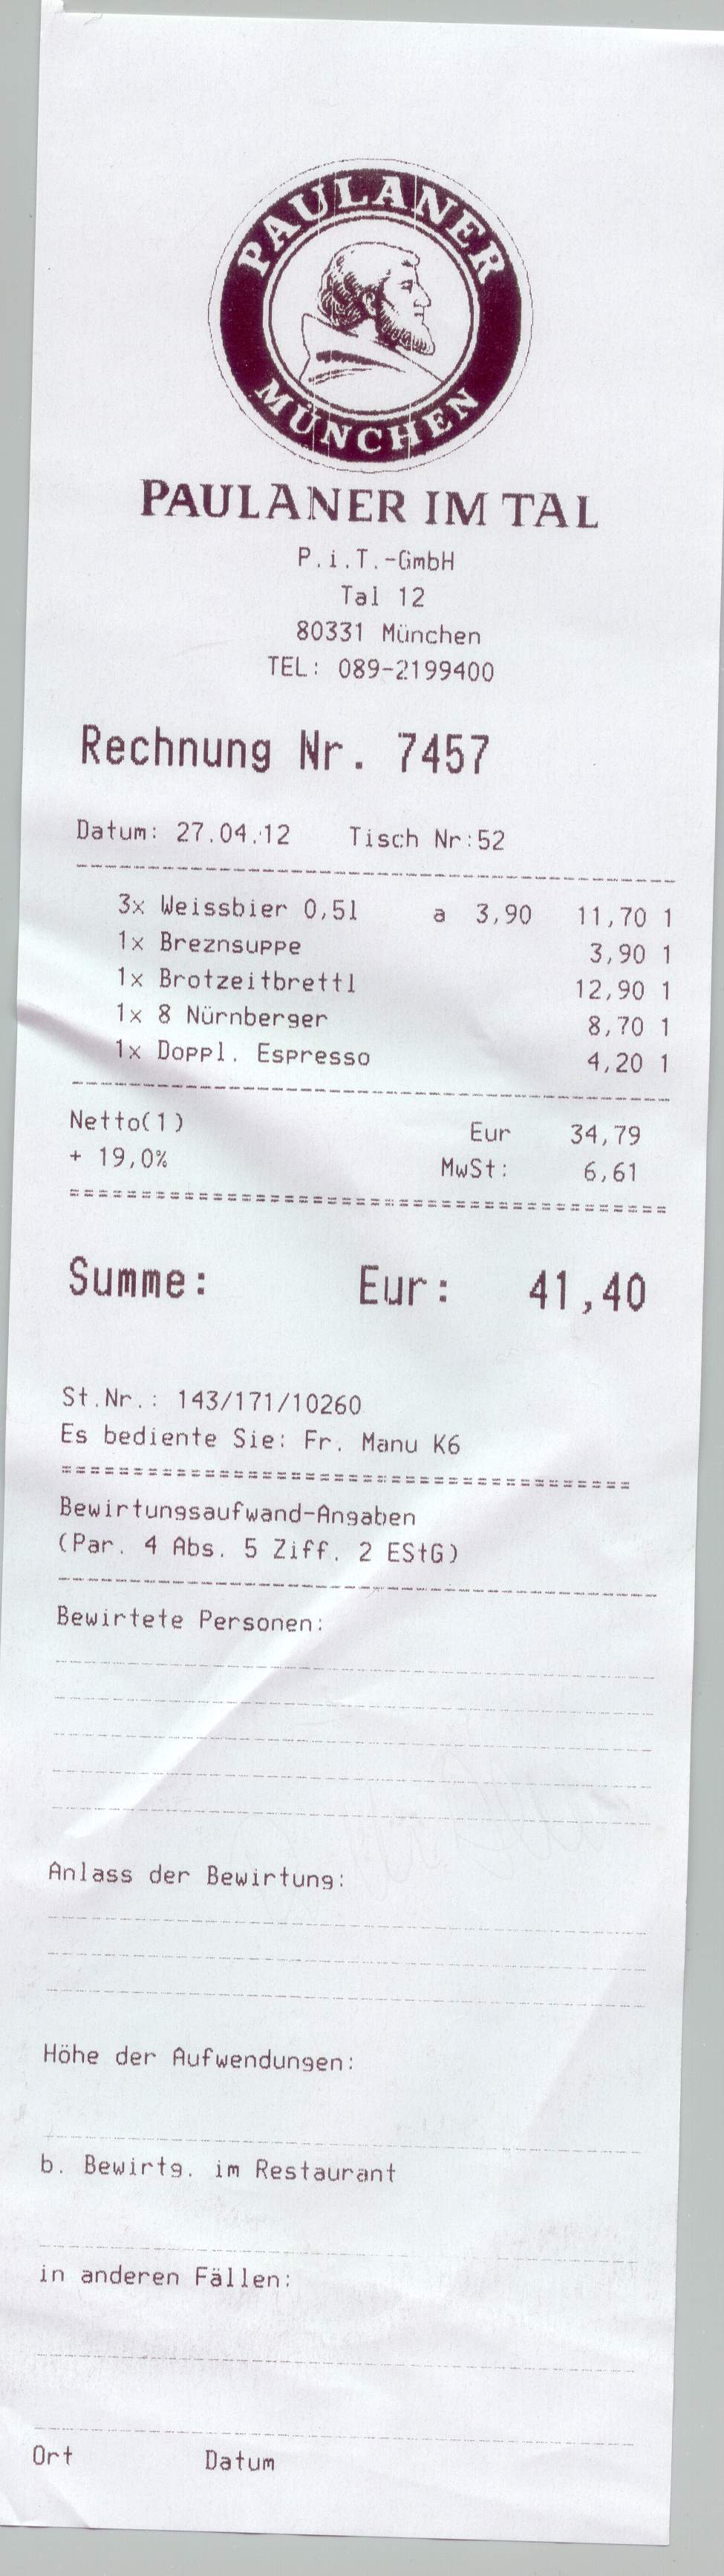 PAULANER
MÜNCHEN
PAULANER IM TAL
P.i.T.-GmbH
Tal 12
80331 München
TEL: 089-2199400
Rechnung Nr. 7457
Datum: 27.04.12 Tisch Nr:52
3x Weissbier 0,5l a 3,90 11,70 1
1x Breznsuppe 3,90 1
1x Brotzeitbrettl 12,90 1
1x 8 Nürnberger 8,70 1
1x Doppl. Espresso 4,20 1
Netto(1) Eur 34,79
+ 19,0% MwSt: 6,61
Summe: Eur: 41,40
St.Nr.: 143/171/10260
Es bediente Sie: Fr. Manu K6
Bewirtungsaufwand-Angaben
(Par. 4 Abs. 5 Ziff. 2 EStG)
Bewirtete Personen:
Anlass der Bewirtung:
Höhe der Aufwendungen:
b. Bewirtg. im Restaurant
in anderen Fällen:
Ort Datum